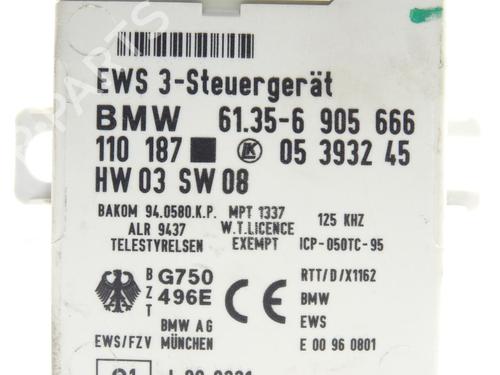 EWS 3-Steuergerät
BMW 61.35-6 905 666
110 187 05 3932 45
HW 03 SW 08
BAKOM 94.0580.K.P. MPT 1337 125 KHZ
ALR 9437 W.T.LICENCE
TELESTYRELSEN EXEMPT ICP-050TC-95
BZT G750 496E CE RTT/D/X1162
BMW
BMW AG EWS
EWS/FZV MÜNCHEN E 00 96 0801